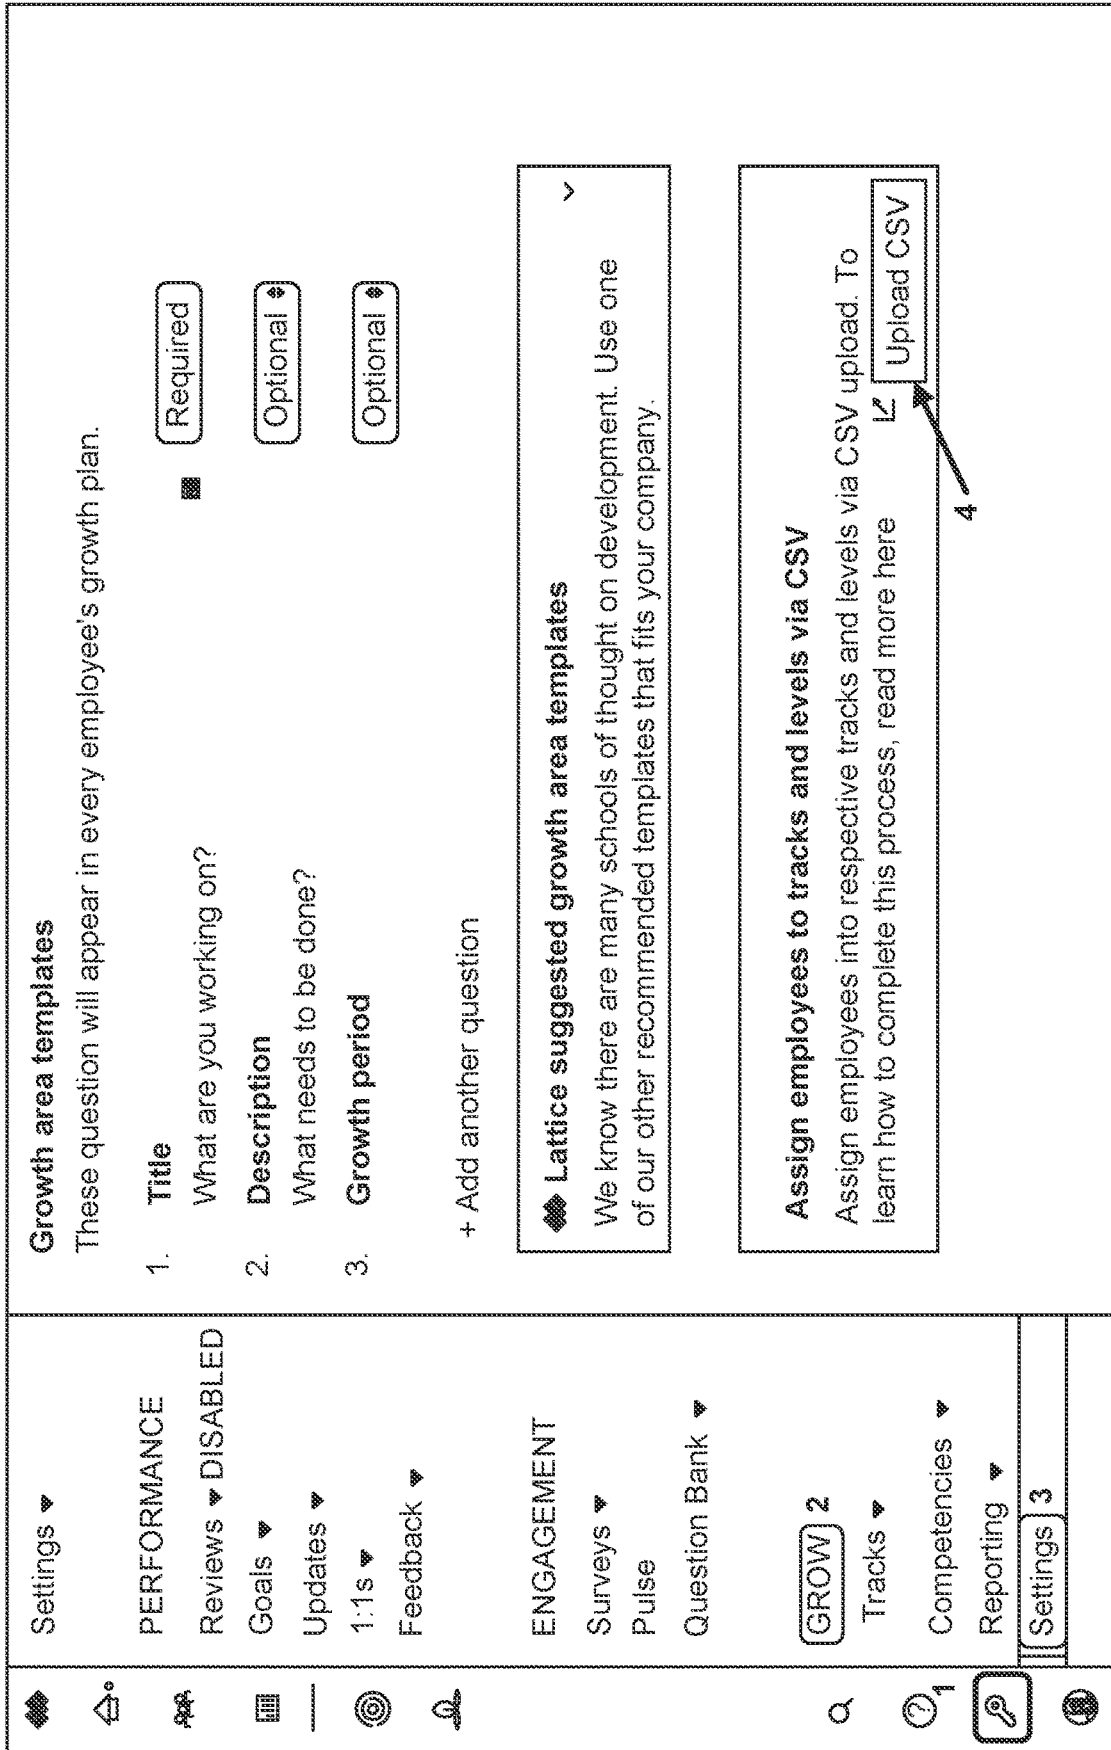 Settings
PERFORMANCE
Reviews DISABLED
Goals
Updates
1:1s
Feedback
ENGAGEMENT
Surveys
Pulse
Question Bank
GROW 2
Tracks
Competencies
Reporting
Settings 3
1
Growth area templates
These question will appear in every employee's growth plan.
1. Title Required
What are you working on?
2. Description Optional
What needs to be done?
3. Growth period Optional
+ Add another question
Lattice suggested growth area templates
We know there are many schools of thought on development. Use one
of our other recommended templates that fits your company.
Assign employees to tracks and levels via CSV
Assign employees into respective tracks and levels via CSV upload. To
learn how to complete this process, read more here
Upload CSV
4